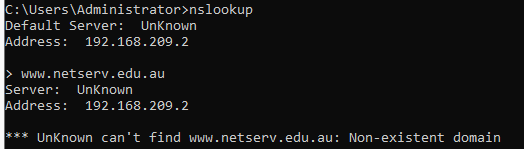 C:\Users\Administrator>nslookup
Default Server:  UnKnown
Address:  192.168.209.2
> www.netserv.edu.au
Server:  UnKnown
Address:  192.168.209.2
*** UnKnown can't find www.netserv.edu.au: Non-existent domain